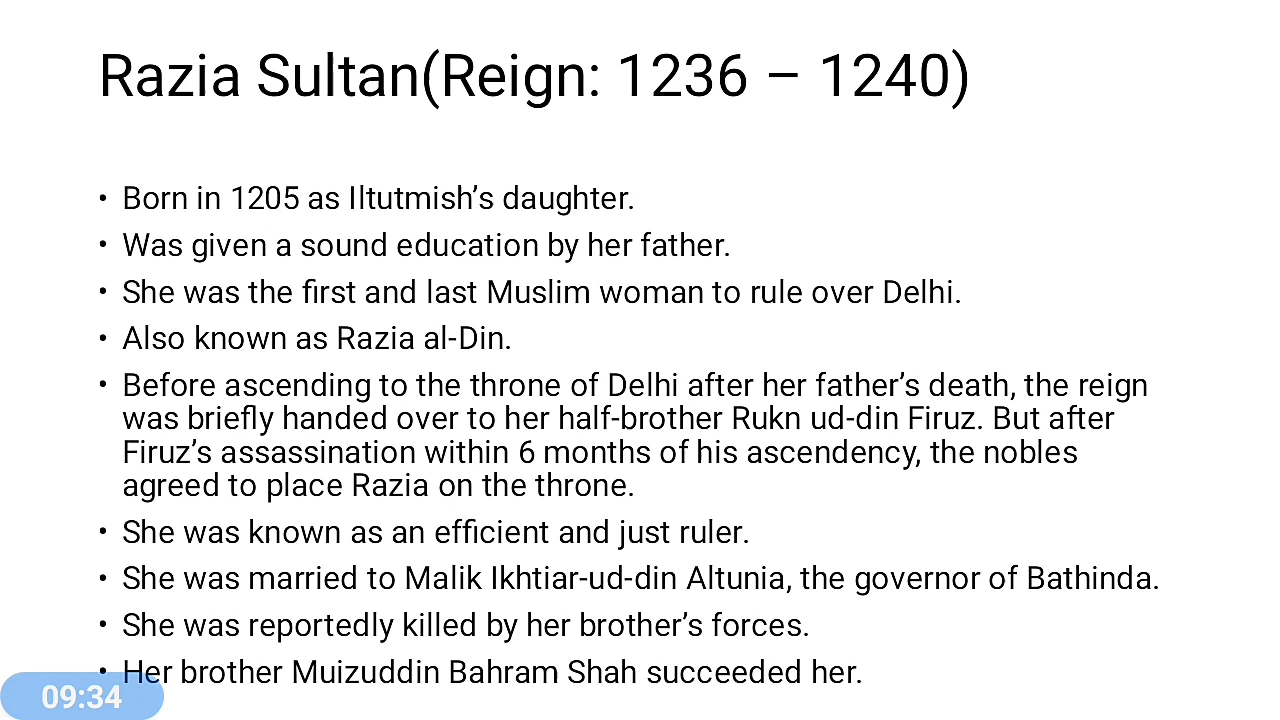 Razia Sultan(Reign: 1236 – 1240)
• Born in 1205 as Iltutmish’s daughter.
• Was given a sound education by her father.
• She was the first and last Muslim woman to rule over Delhi.
• Also known as Razia al-Din.
• Before ascending to the throne of Delhi after her father’s death, the reign
was briefly handed over to her half-brother Rukn ud-din Firuz. But after
Firuz’s assassination within 6 months of his ascendency, the nobles
agreed to place Razia on the throne.
• She was known as an efficient and just ruler.
• She was married to Malik Ikhtiar-ud-din Altunia, the governor of Bathinda.
• She was reportedly killed by her brother’s forces.
• Her brother Muizuddin Bahram Shah succeeded her.
09:34